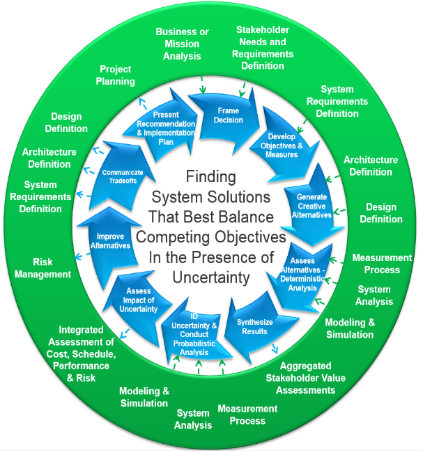 Business or
Mission
Analysis
Stakeholder
Needs and
Requirements
Definition
System
Requirements
Definition
Architecture
Definition
Design
Definition
Measurement
Process
System
Analysis
Modeling &
Simulation
Aggregated
Stakeholder Value
Assessments
Measurement
Process
System
Analysis
Modeling &
Simulation
Integrated
Assessment of
Cost, Schedule,
Performance
& Risk
Risk
Management
System
Requirements
Definition
Architecture
Definition
Design
Definition
Project
Planning
Frame
Decision
Develop
Objectives &
Measures
Generate
Creative
Alternatives
Assess
Alternatives -
Deterministic
Analysis
Synthesize
Results
ID
Uncertainty &
Conduct
Probabilistic
Analysis
Assess
Impact of
Uncertainty
Improve
Alternatives
Communicate
Tradeoffs
Present
Recommendation
& Implementation
Plan
Finding
System Solutions
That Best Balance
Competing Objectives
In the Presence of
Uncertainty